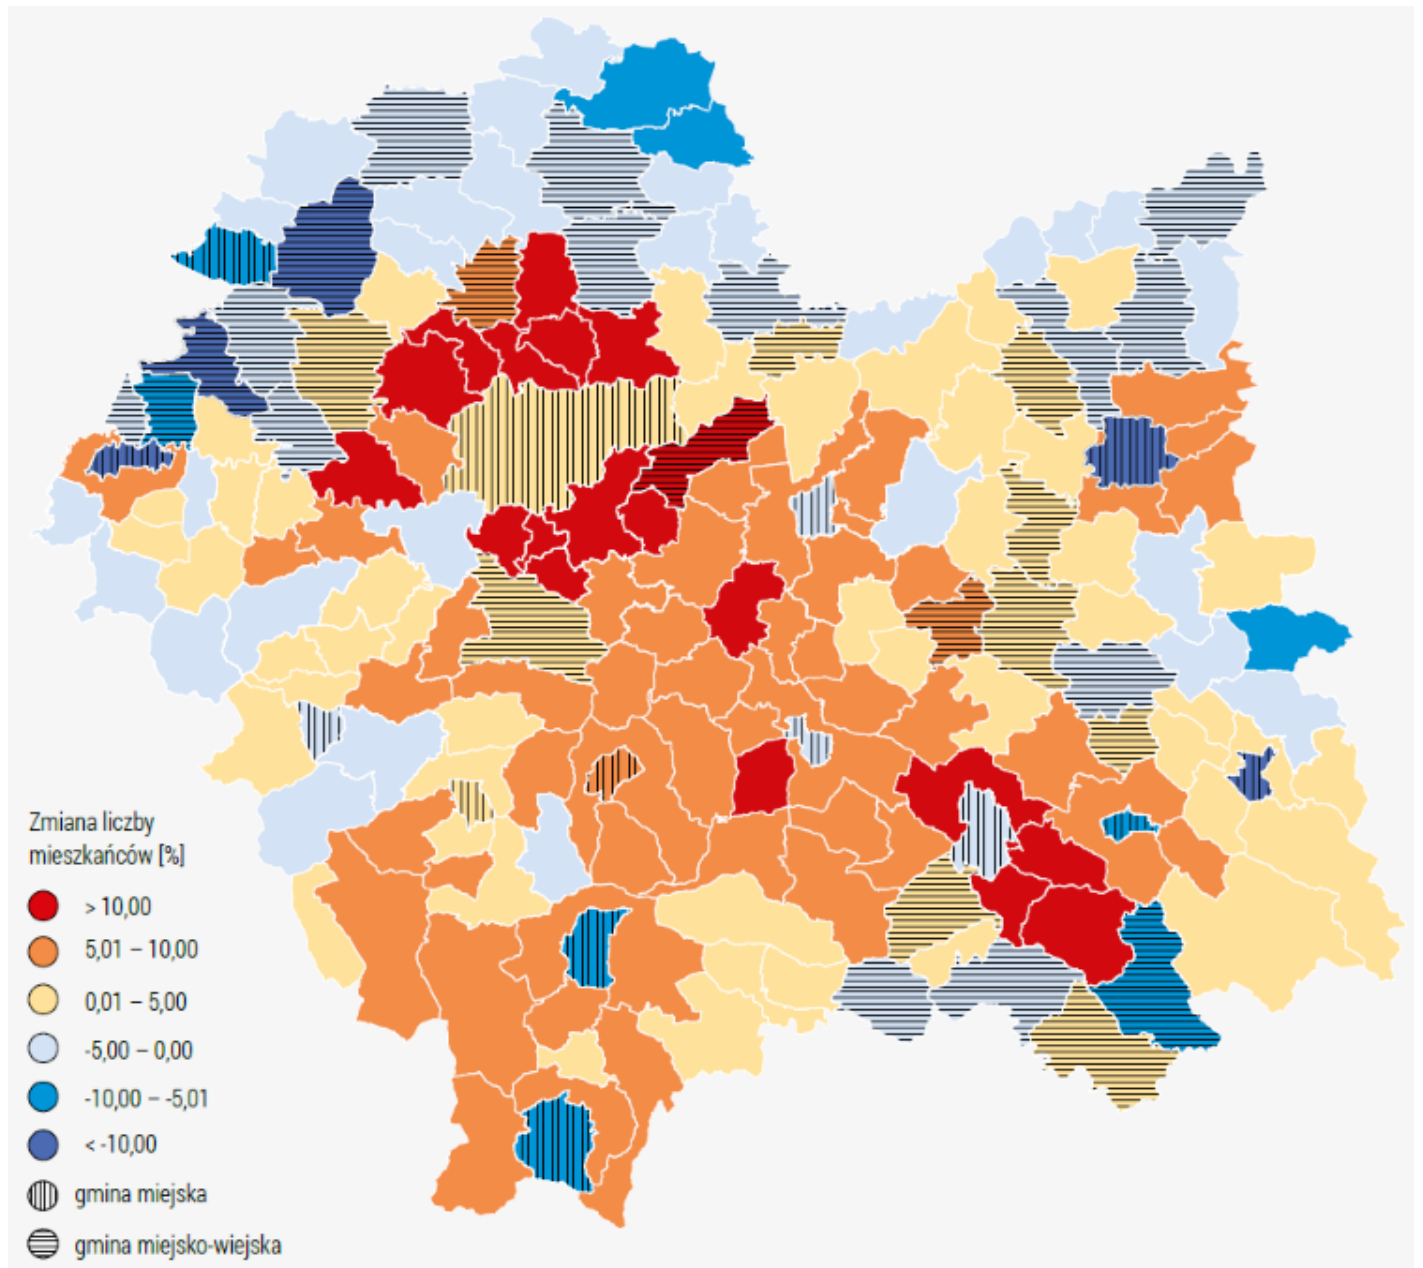 Zmiana liczby
mieszkańców [%]
> 10,00
5,01 – 10,00
0,01 – 5,00
-5,00 – 0,00
-10,00 – -5,01
< -10,00
gmina miejska
gmina miejsko-wiejska